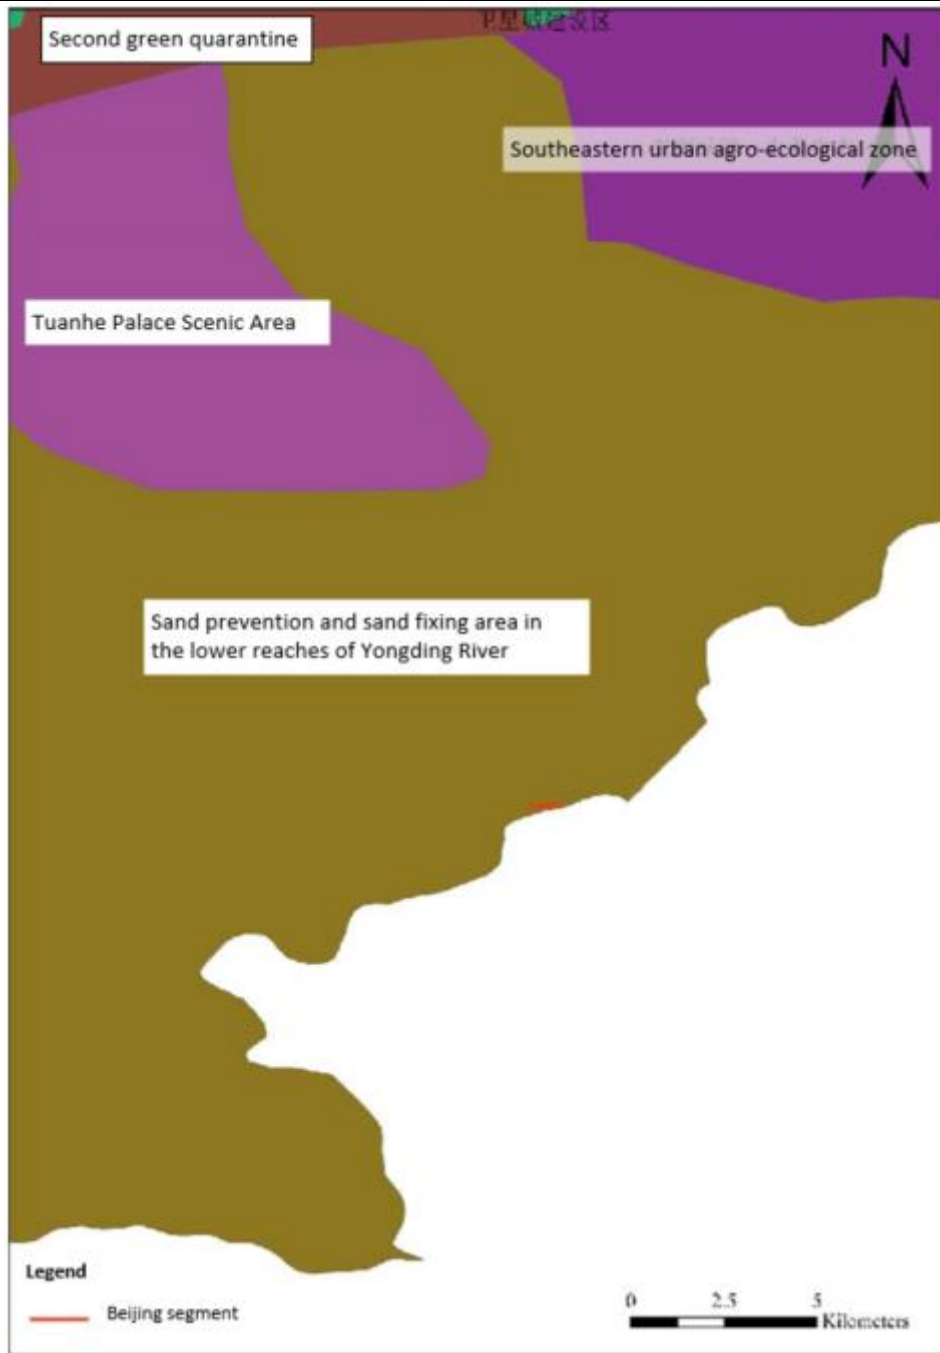 Second green quarantine
N
Southeastern urban agro-ecological zone
Tuanhe Palace Scenic Area
Sand prevention and sand fixing area in
the lower reaches of Yongding River
Legend
Beijing segment
0 2.5 5
Kilometers